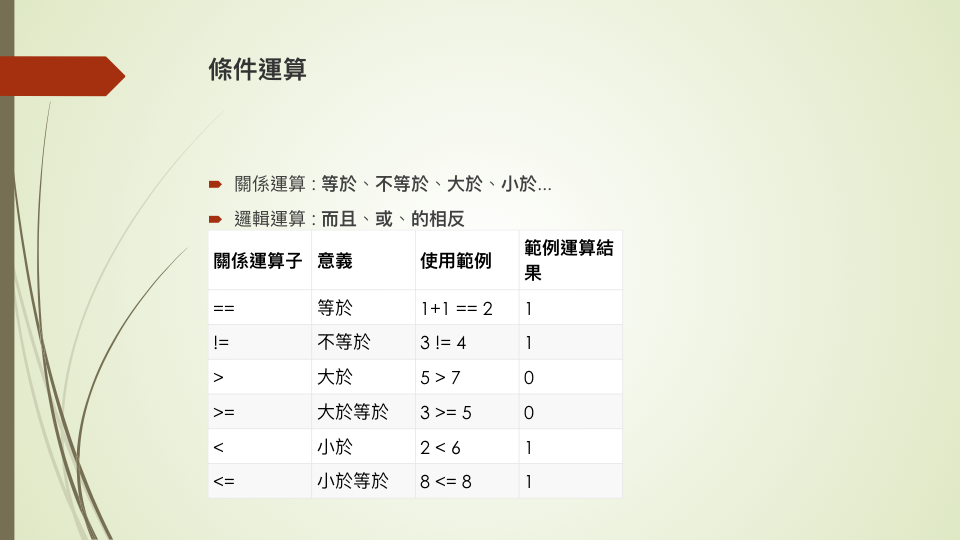 條件運算
關係運算 : 等於、不等於、大於、小於...
邏輯運算 : 而且、或、的相反
關係運算子 意義 使用範例 範例運算結果
== 等於 1+1 == 2 1
!= 不等於 3 != 4 1
> 大於 5 > 7 0
>= 大於等於 3 >= 5 0
< 小於 2 < 6 1
<= 小於等於 8 <= 8 1